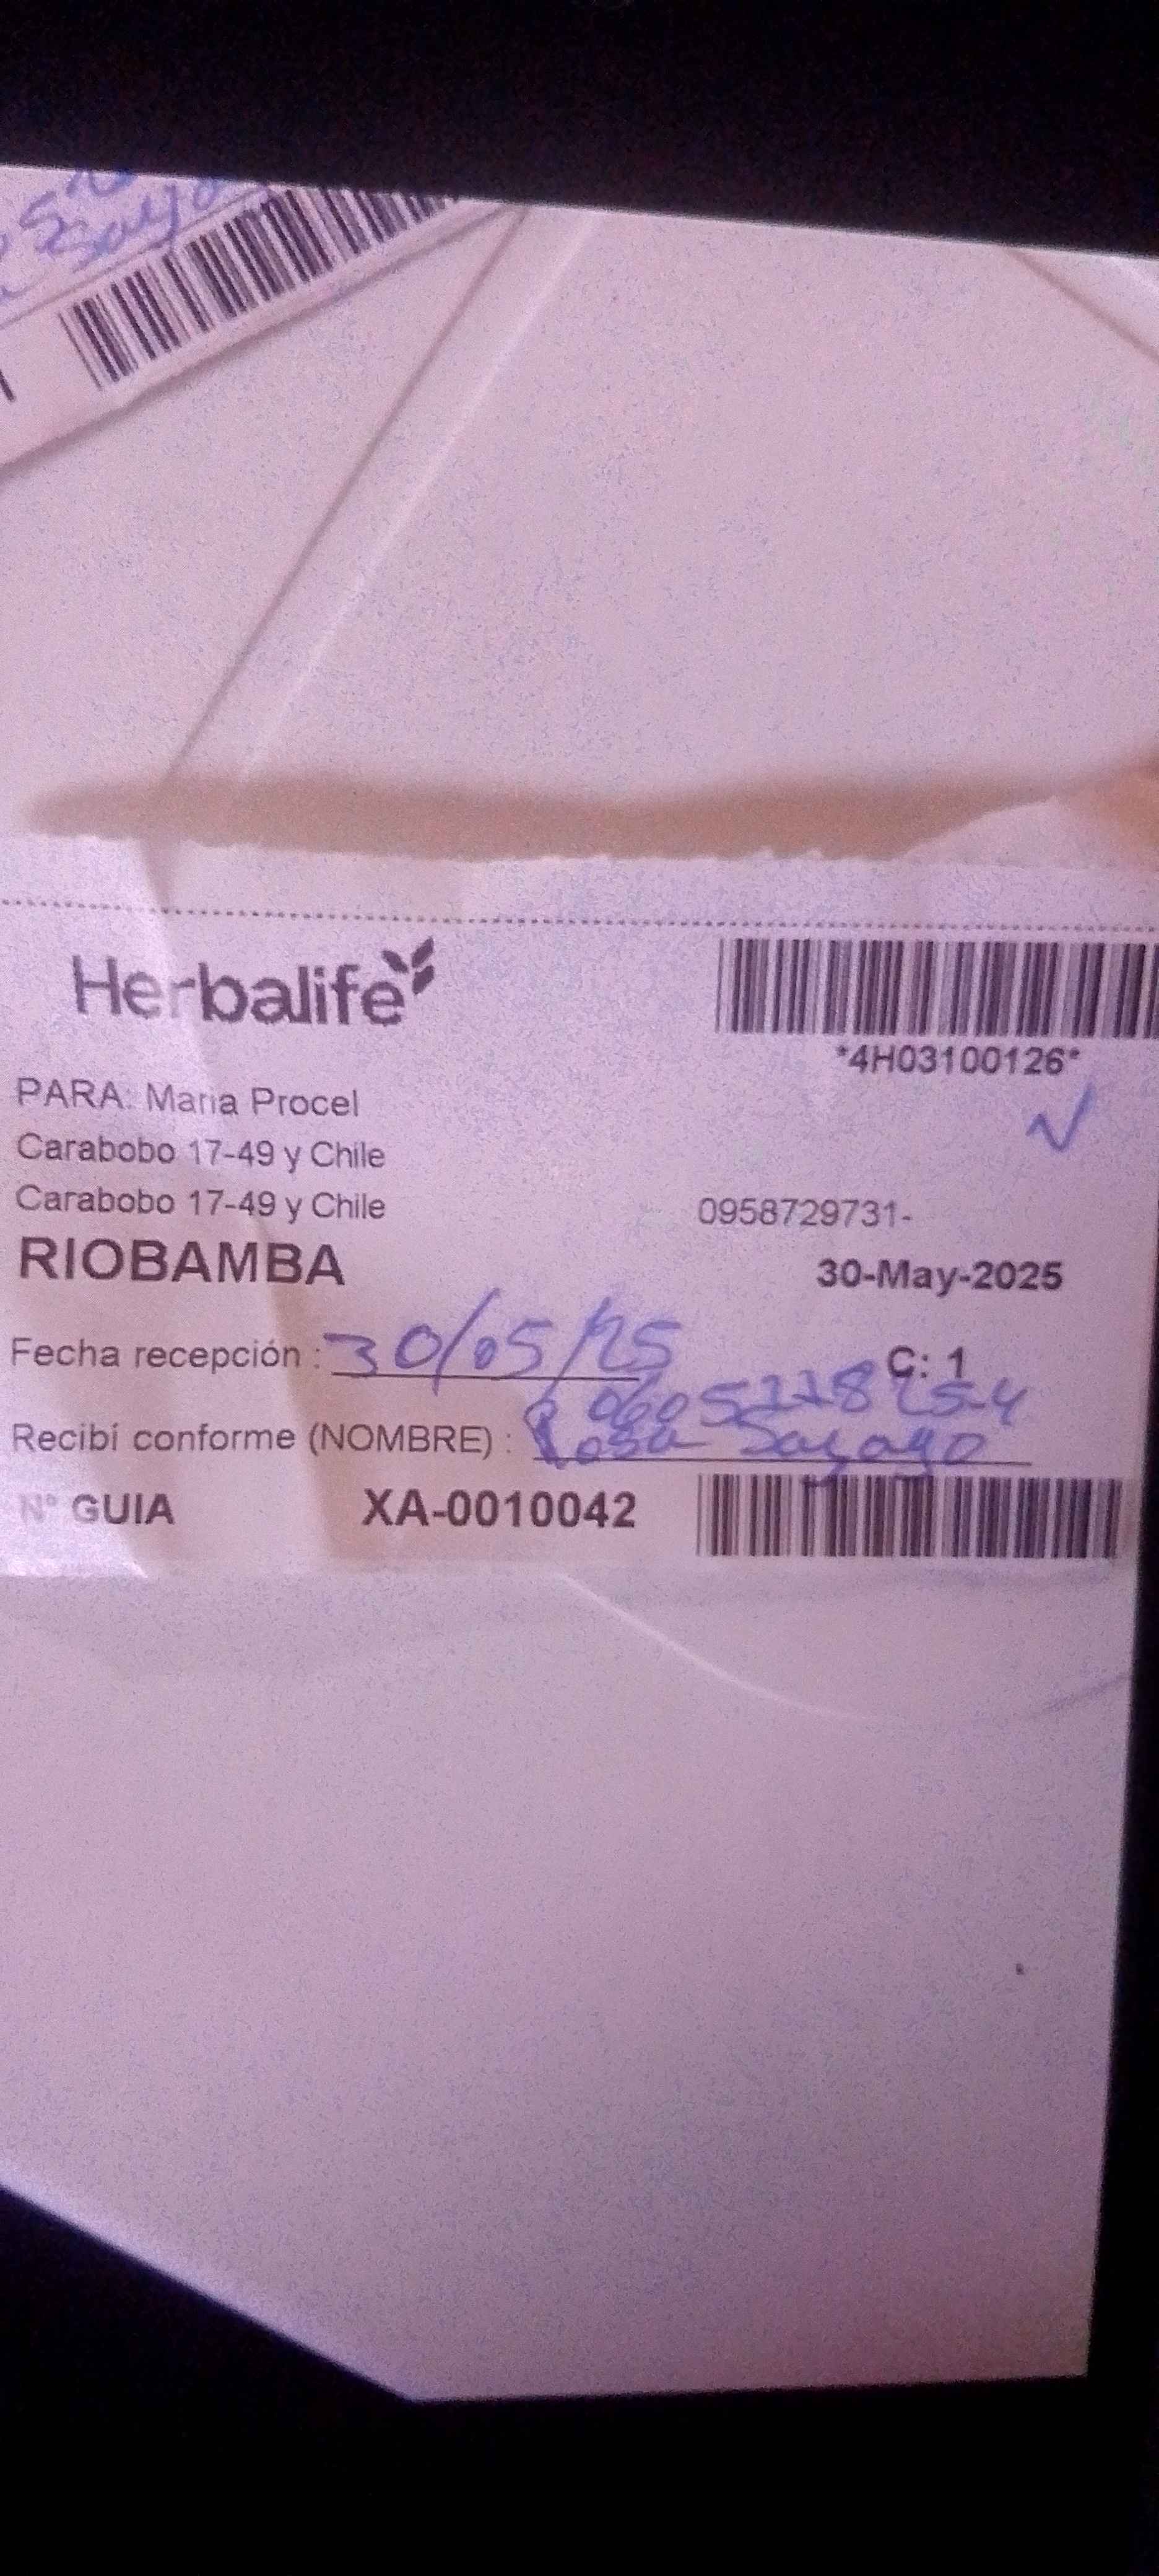 Herbalife
*4H03100126*
PARA: Maria Procel
Carabobo 17-49 y Chile
Carabobo 17-49 y Chile
0958729731-
RIOBAMBA
30-May-2025
Fecha recepción : 30/05/25
C: 1
Recibí conforme (NOMBRE) : Rosa
N° GUIA XA-0010042